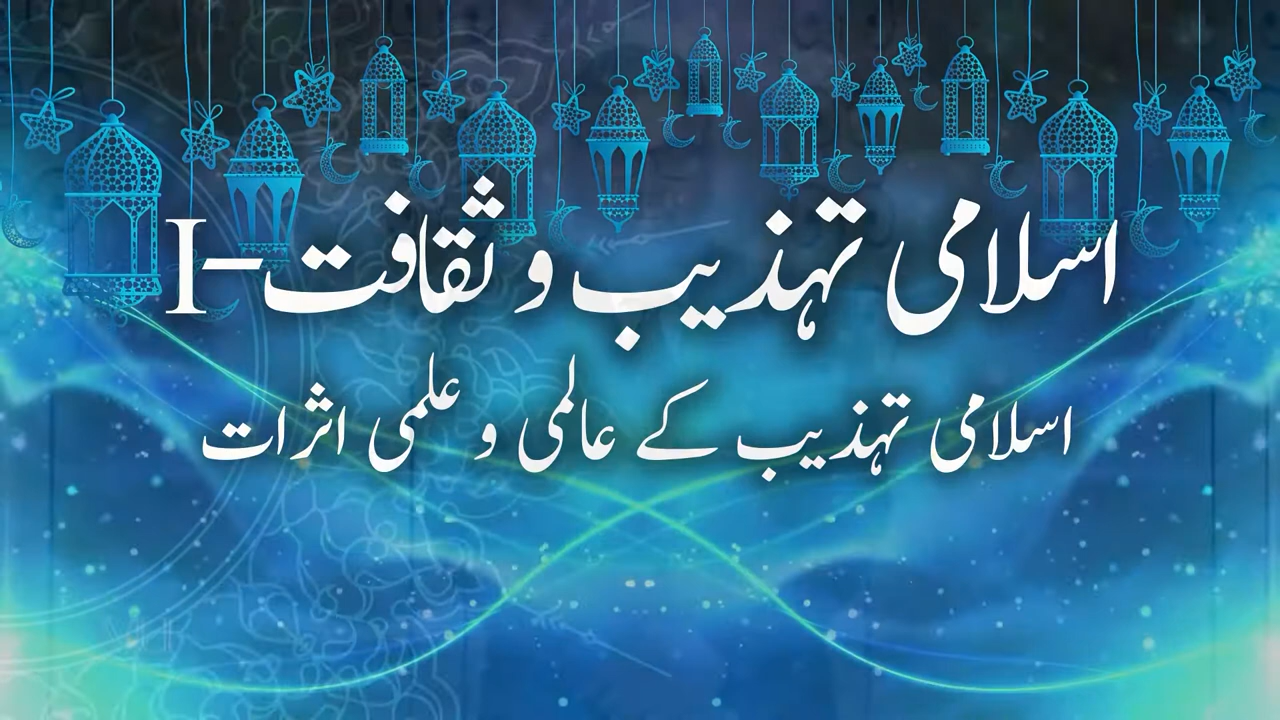 اسلامی تہذیب و ثقافت-I
اسلامی تہذیب کے عالمی و علمی اثرات